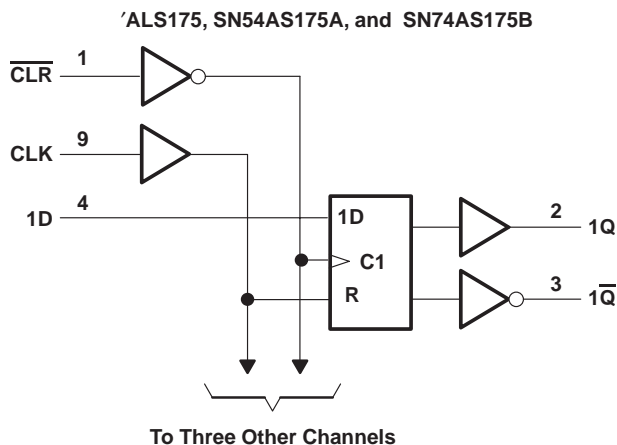 ′ALS175, SN54AS175A, and SN74AS175B
C̅L̅R̅ 1
CLK 9
1D 4
1D
C1
R
2 1Q
3 1Q̅
To Three Other Channels